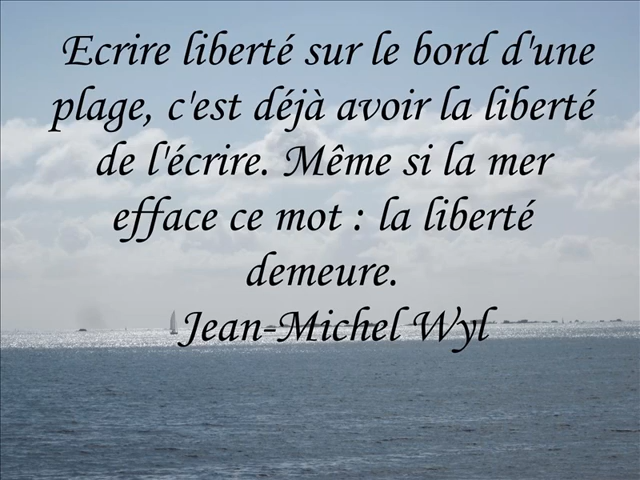 Ecrire liberté sur le bord d'une
plage, c'est déjà avoir la liberté
de l'écrire. Même si la mer
efface ce mot : la liberté
demeure.
Jean-Michel Wyl